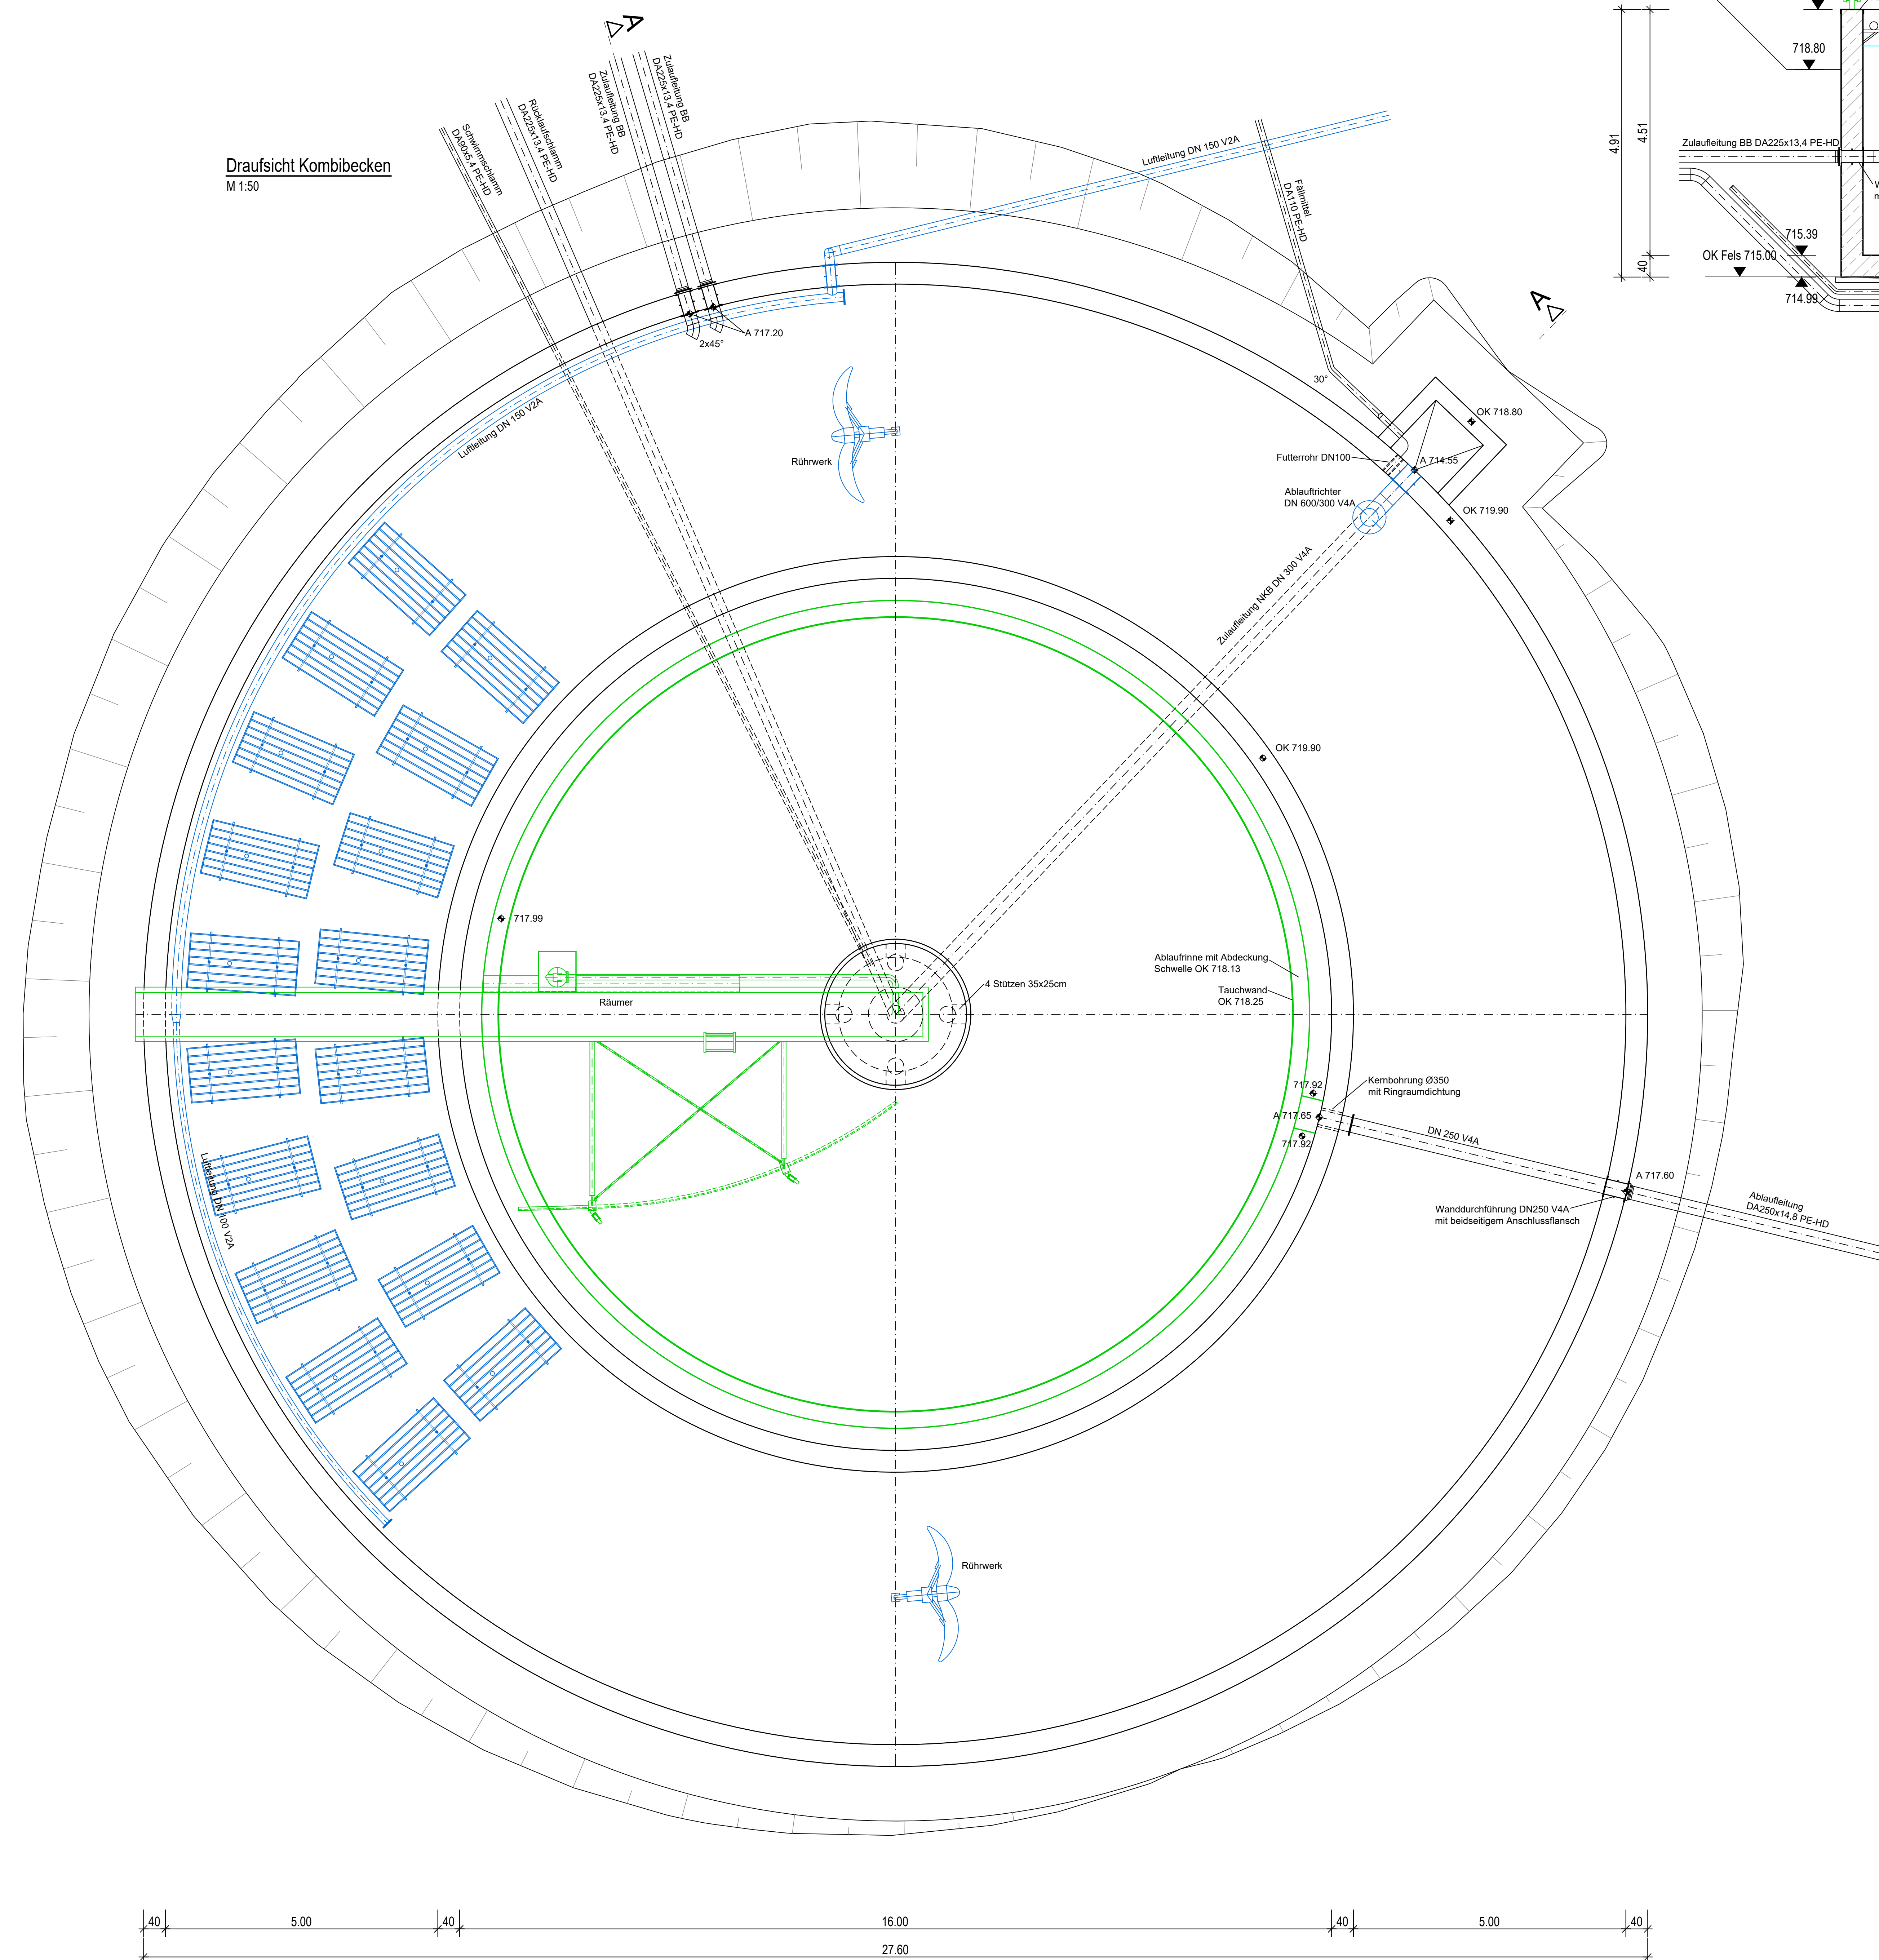 Draufsicht Kombibecken
M 1:50
A
Schwimmschlamm
DA90x5.4 PE-HD
Rücklaufschlamm
DA225x13.4 PE-HD
Zulaufleitung BB
DA225x13.4 PE-HD
Zulaufleitung BB
DA225x13.4 PE-HD
Luftleitung DN 150 V2A
Fällmittel
DA110 PE-HD
A
718.80
4.91
4.51
40
Zulaufleitung BB DA225x13,4 PE-HD
715.39
OK Fels 715.00
714.99
A 717.20
2x45°
Luftleitung DN 150 V2A
Rührwerk
30°
OK 718.80
Futterrohr DN100
A 714.55
Ablauftrichter
DN 600/300 V4A
OK 719.90
Zulaufleitung NKB DN 300 V4A
OK 719.90
717.99
Räumer
4 Stützen 35x25cm
Ablaufrinne mit Abdeckung
Schwelle OK 718.13
Tauchwand
OK 718.25
717.92
A 717.65
717.92
Kernbohrung Ø350
mit Ringraumdichtung
DN 250 V4A
A 717.60
Wanddurchführung DN250 V4A
mit beidseitigem Anschlussflansch
Ablaufleitung
DA250x14,8 PE-HD
Luftleitung DN 100 V2A
Rührwerk
40
5.00
40
16.00
40
5.00
40
27.60